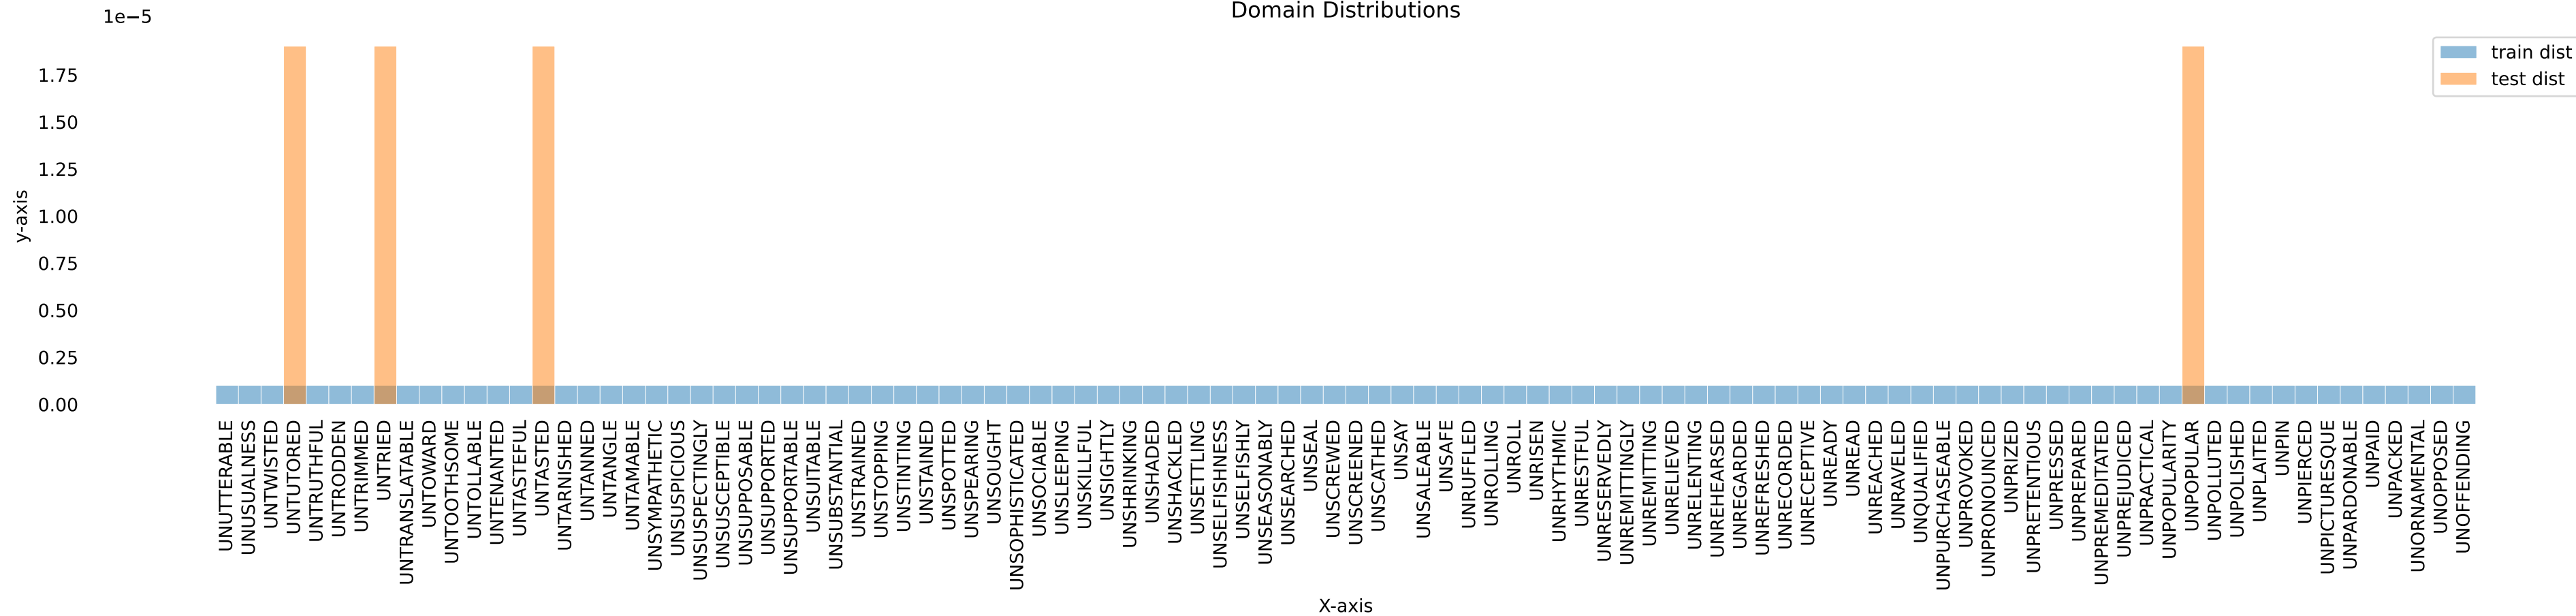 Domain Distributions
1e−5
train dist
test dist
1.75
1.50
1.25
1.00
0.75
0.50
0.25
0.00
y-axis
UNUTTERABLE
UNUSUALNESS
UNTWISTED
UNTUTORED
UNTRUTHFUL
UNTRODDEN
UNTRIMMED
UNTRIED
UNTRANSLATABLE
UNTOWARD
UNTOOTHSOME
UNTOLLABLE
UNTENANTED
UNTASTEFUL
UNTASTED
UNTARNISHED
UNTANNED
UNTANGLE
UNTAMABLE
UNSYMPATHETIC
UNSUSPICIOUS
UNSUSPECTINGLY
UNSUSCEPTIBLE
UNSUPPOSABLE
UNSUPPORTED
UNSUPPORTABLE
UNSUITABLE
UNSUBSTANTIAL
UNSTRAINED
UNSTOPPING
UNSTINTING
UNSTAINED
UNSPOTTED
UNSPEARING
UNSOUGHT
UNSOPHISTICATED
UNSOCIABLE
UNSLEEPING
UNSKILLFUL
UNSIGHTLY
UNSHRINKING
UNSHADED
UNSHACKLED
UNSETTLING
UNSELFISHNESS
UNSELFISHLY
UNSEASONABLY
UNSEARCHED
UNSEAL
UNSCREWED
UNSCREENED
UNSCATHED
UNSAY
UNSALEABLE
UNSAFE
UNRUFFLED
UNROLLING
UNROLL
UNRISEN
UNRHYTHMIC
UNRESTFUL
UNRESERVEDLY
UNREMITTINGLY
UNREMITTING
UNRELIEVED
UNRELENTING
UNREHEARSED
UNREGARDED
UNREFRESHED
UNRECORDED
UNRECEPTIVE
UNREADY
UNREAD
UNREACHED
UNRAVELED
UNQUALIFIED
UNPURCHASEABLE
UNPROVOKED
UNPRONOUNCED
UNPRIZED
UNPRETENTIOUS
UNPRESSED
UNPREPARED
UNPREMEDITATED
UNPREJUDICED
UNPRACTICAL
UPOPULARITY
UNPOPULAR
UNPOLLUTED
UNPOLISHED
UNPLAITED
UNPIN
UNPIERCED
UNPICTURESQUE
UNPARDONABLE
UNPAID
UNPACKED
UNORNAMENTAL
UNOPPOSED
UNOFFENDING
X-axis